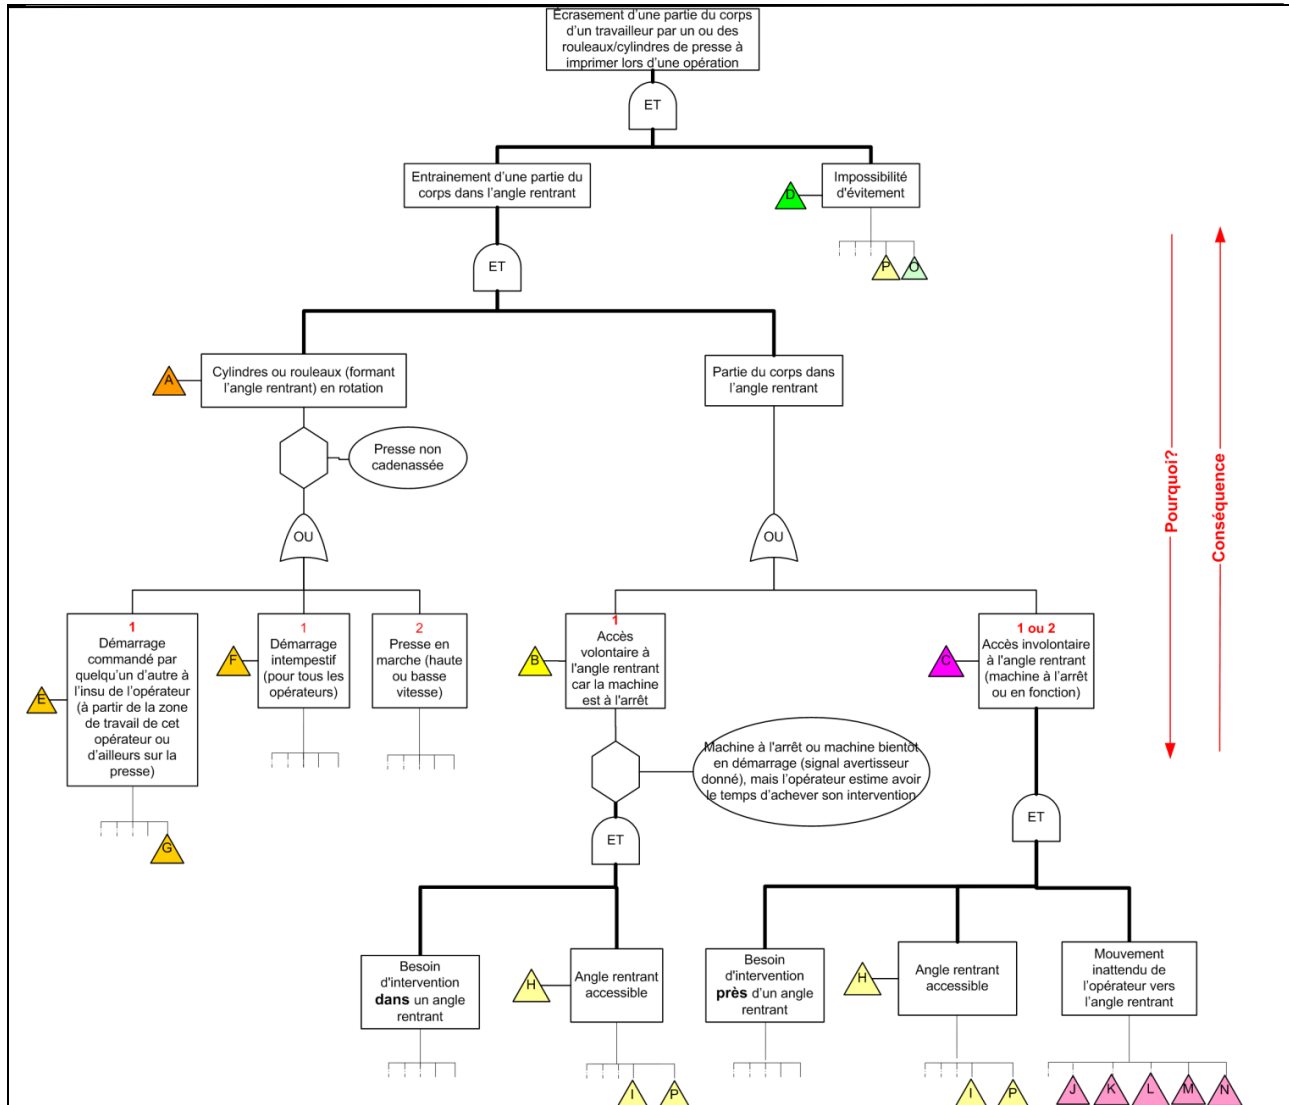 Écrasement d'une partie du corps
d'un travailleur par un ou des
rouleaux/cylindres de presse à
imprimer lors d'une opération
ET
Entrainement d'une partie du
corps dans l'angle rentrant
D
Impossibilité
d'évitement
P
O
ET
A
Cylindres ou rouleaux (formant
l'angle rentrant) en rotation
Partie du corps dans
l'angle rentrant
Presse non
cadenassée
Pourquoi?
Conséquence
OU
OU
E
1
Démarrage
commandé par
quelqu'un d'autre à
l'insu de l'opérateur
(à partir de la zone
de travail de cet
opérateur ou
d'ailleurs sur la
presse)
F
1
Démarrage
intempestif
(pour tous les
opérateurs)
2
Presse en
marche (haute
ou basse
vitesse)
B
1
Accès
volontaire à
l'angle rentrant
car la machine
est à l'arrêt
C
1 ou 2
Accès involontaire
à l'angle rentrant
(machine à l'arrêt
ou en fonction)
G
Machine à l'arrêt ou machine bientôt
en démarrage (signal avertisseur
donné), mais l'opérateur estime avoir
le temps d'achever son intervention
ET
ET
Besoin
d'intervention
dans un angle
rentrant
H
Angle rentrant
accessible
Besoin
d'intervention
près d'un angle
rentrant
H
Angle rentrant
accessible
Mouvement
inattendu de
l'opérateur vers
l'angle rentrant
I
P
I
P
J
K
L
M
N